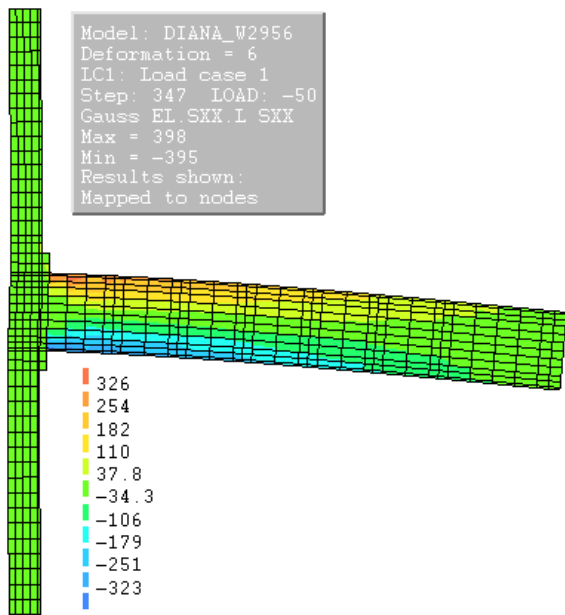 Model: DIANA_W2956
Deformation = 6
LC1: Load case 1
Step: 347 LOAD: -50
Gauss EL.SXX.L SXX
Max = 398
Min = -395
Results shown:
Mapped to nodes
326
254
182
110
37.8
-34.3
-106
-179
-251
-323